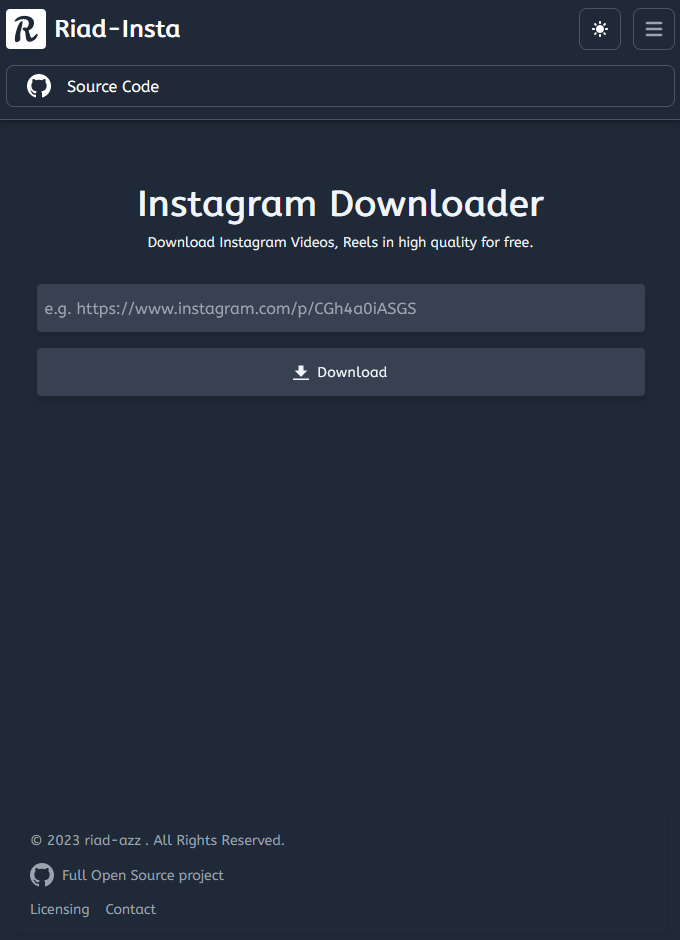 R Riad-Insta
Source Code
Instagram Downloader
Download Instagram Videos, Reels in high quality for free.
e.g. https://www.instagram.com/p/CGh4a0iASGS
Download
© 2023 riad-azz . All Rights Reserved.
Full Open Source project
Licensing Contact